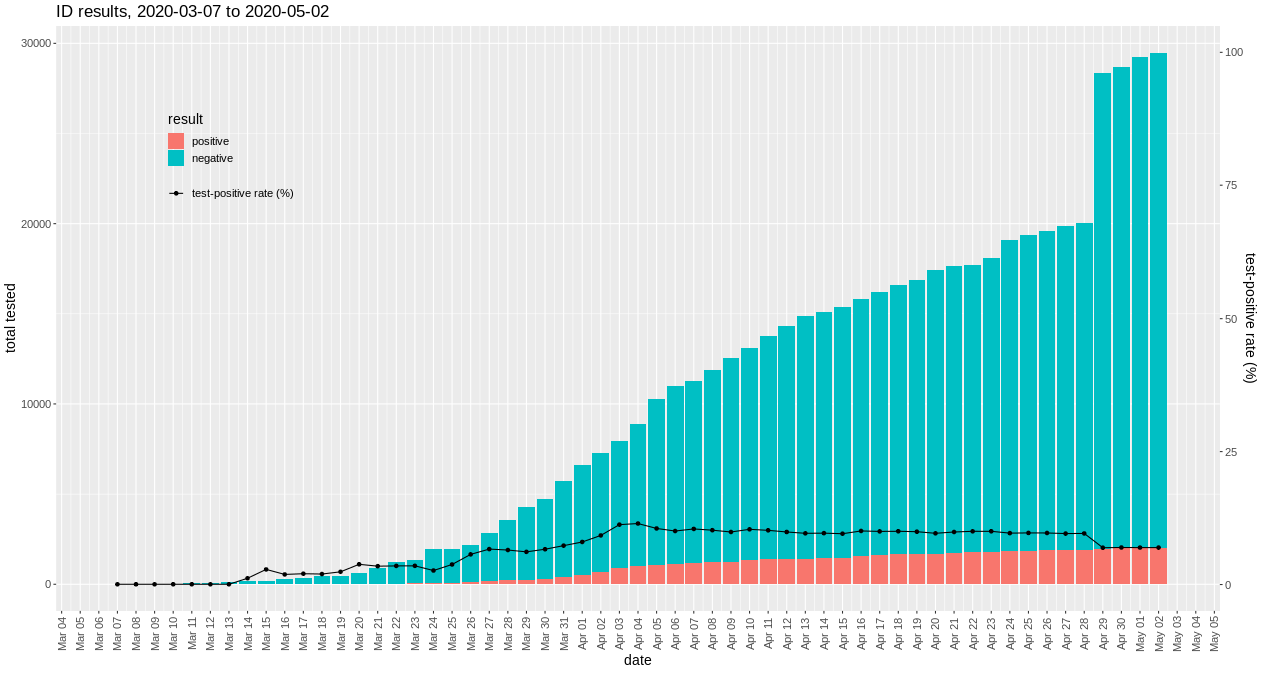 ID results, 2020-03-07 to 2020-05-02
30000
20000
10000
0
total tested
result
positive
negative
test-positive rate (%)
100
75
50
25
0
test-positive rate (%)
Mar 04
Mar 05
Mar 06
Mar 07
Mar 08
Mar 09
Mar 10
Mar 11
Mar 12
Mar 13
Mar 14
Mar 15
Mar 16
Mar 17
Mar 18
Mar 19
Mar 20
Mar 21
Mar 22
Mar 23
Mar 24
Mar 25
Mar 26
Mar 27
Mar 28
Mar 29
Mar 30
Mar 31
Apr 01
Apr 02
Apr 03
Apr 04
Apr 05
Apr 06
Apr 07
Apr 08
Apr 09
Apr 10
Apr 11
Apr 12
Apr 13
Apr 14
Apr 15
Apr 16
Apr 17
Apr 18
Apr 19
Apr 20
Apr 21
Apr 22
Apr 23
Apr 24
Apr 25
Apr 26
Apr 27
Apr 28
Apr 29
Apr 30
May 01
May 02
May 03
May 04
May 05
date